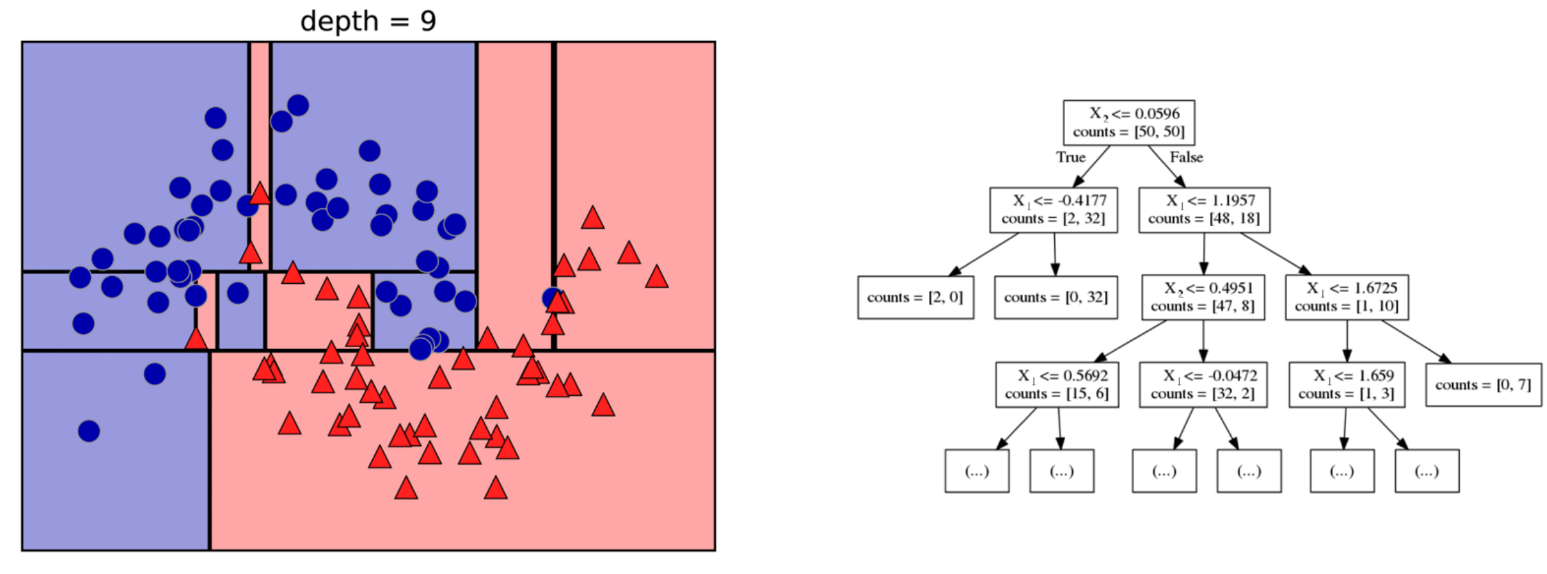 depth = 9
X₂ <= 0.0596
counts = [50, 50]
True
False
X₁ <= -0.4177
counts = [2, 32]
X₁ <= 1.1957
counts = [48, 18]
counts = [2, 0]
counts = [0, 32]
X₂ <= 0.4951
counts = [47, 8]
X₁ <= 1.6725
counts = [1, 10]
X₁ <= 0.5692
counts = [15, 6]
X₁ <= -0.0472
counts = [32, 2]
X₁ <= 1.659
counts = [1, 3]
counts = [0, 7]
(...)
(...)
(...)
(...)
(...)
(...)